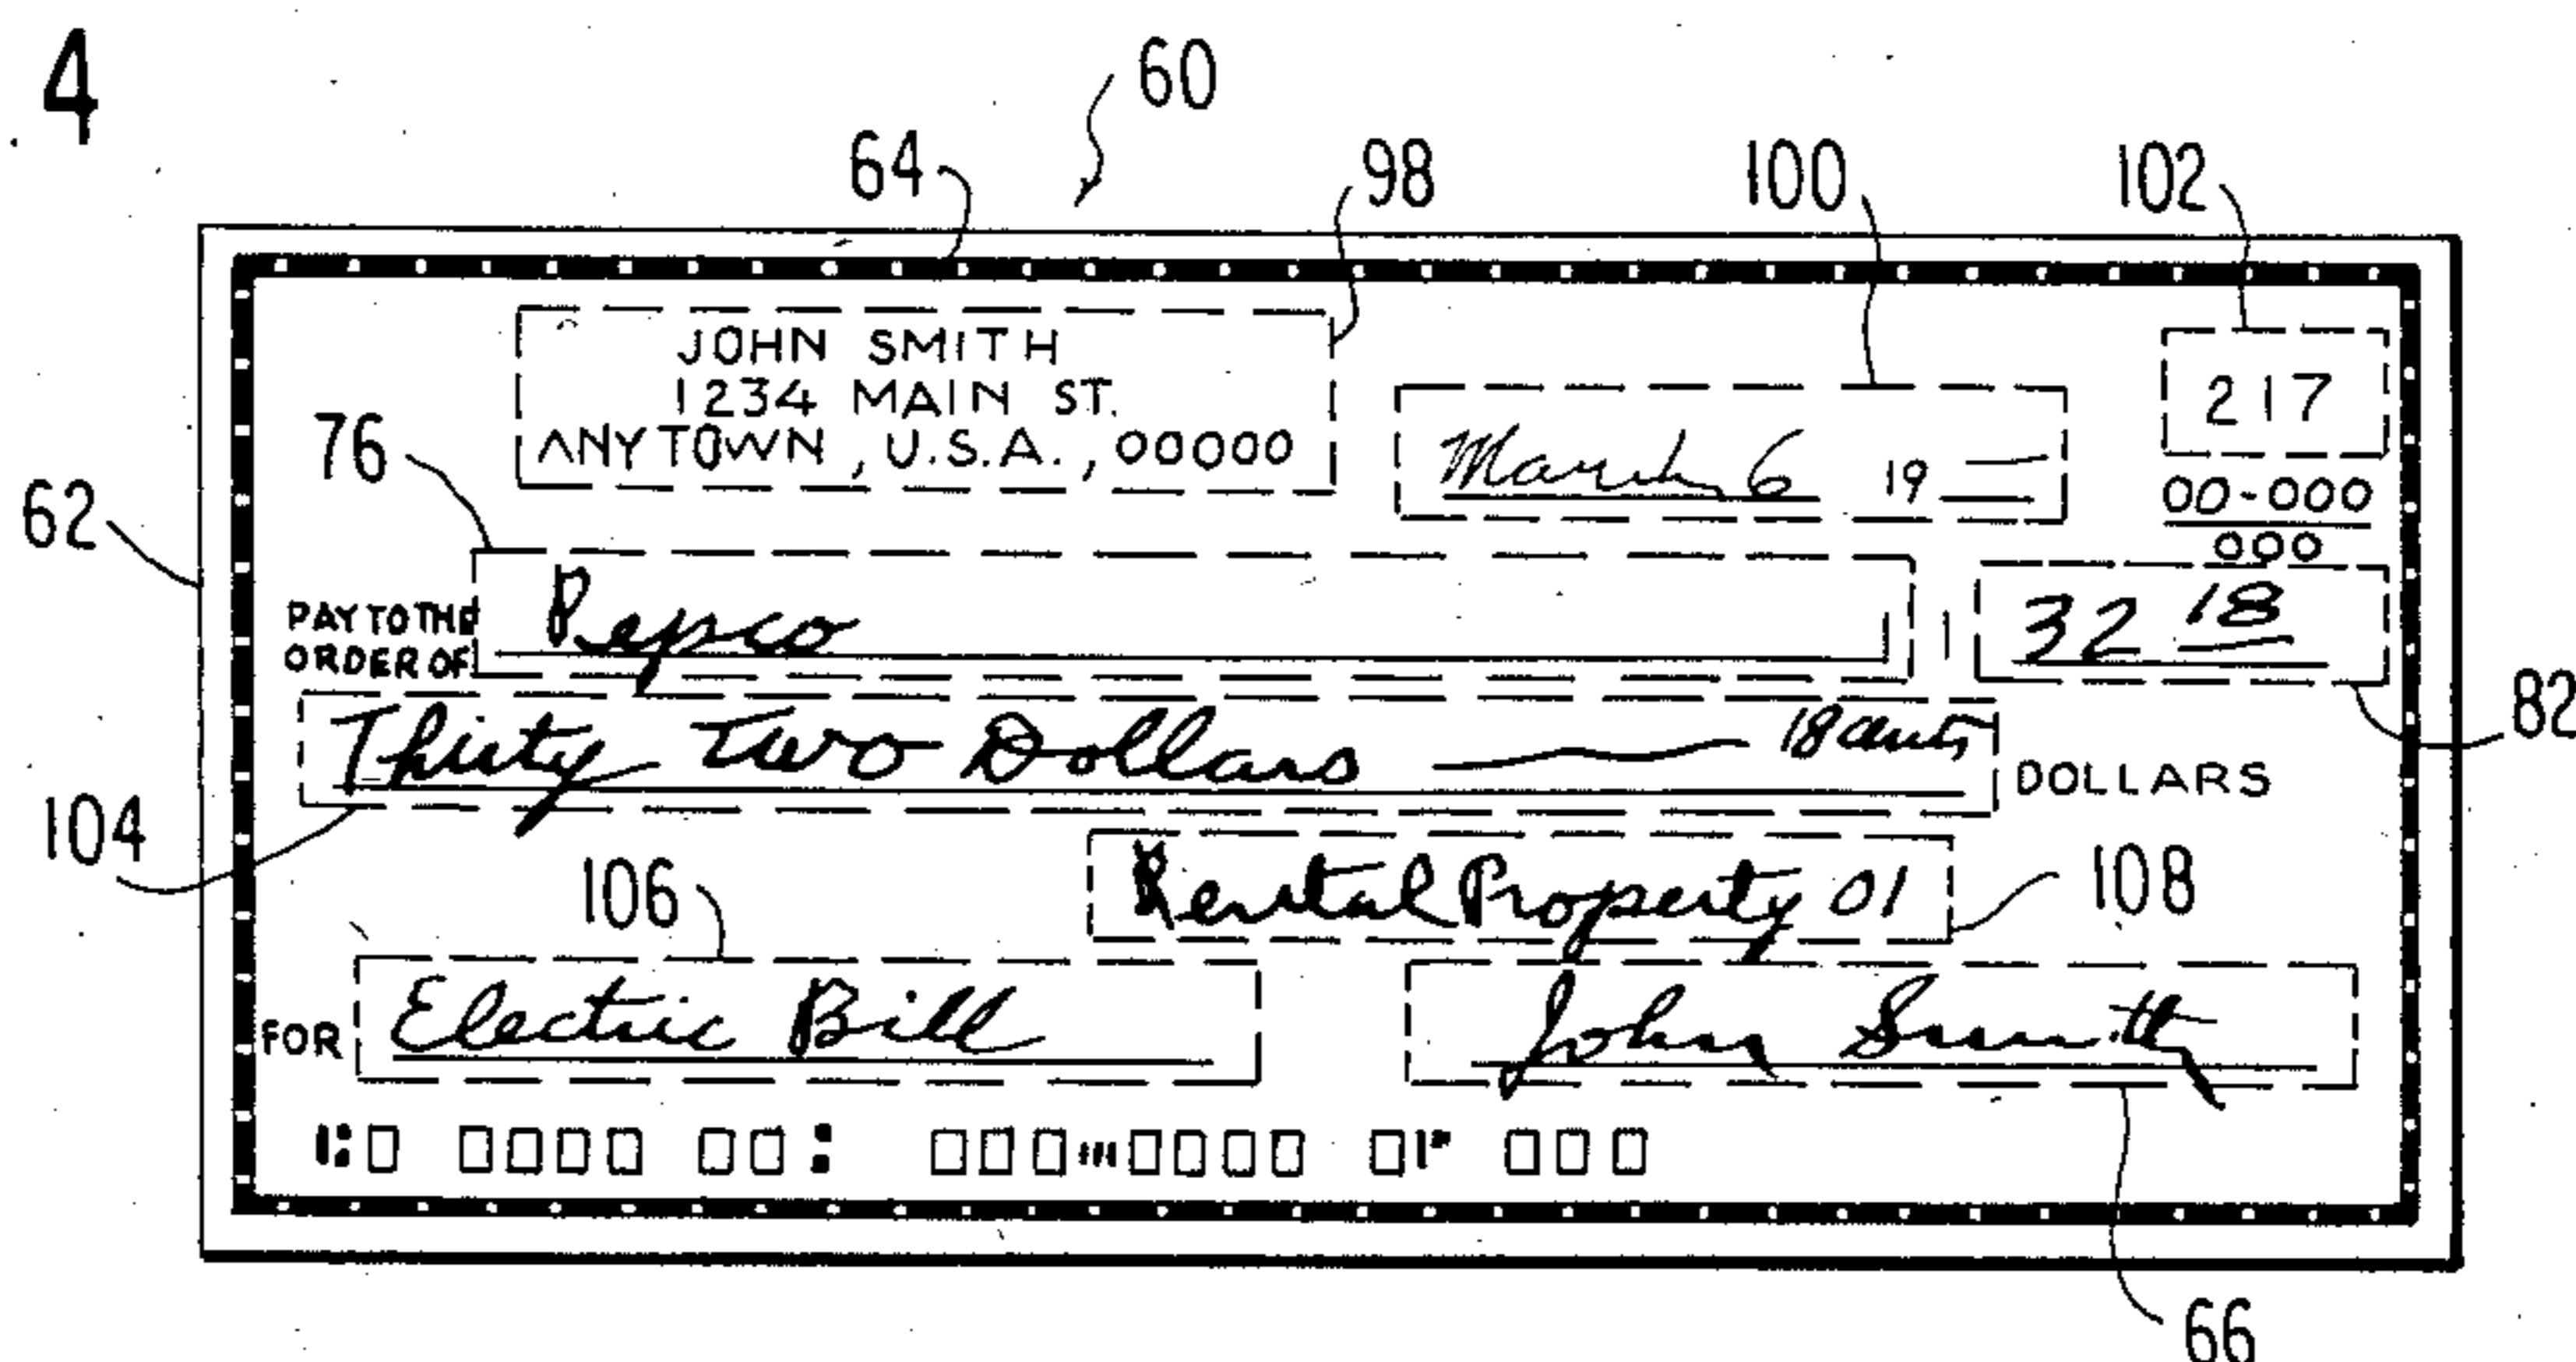 4
60
64
98
100
102
JOHN SMITH
1234 MAIN ST.
ANYTOWN, U.S.A., 00000
217
March 6 19
00-000
000
76
62
PAY TO THE
ORDER OF
Pepco
32 18
82
Thirty Two Dollars 18 cents
DOLLARS
104
Rental Property 01
108
106
FOR
Electric Bill
John Smith
66